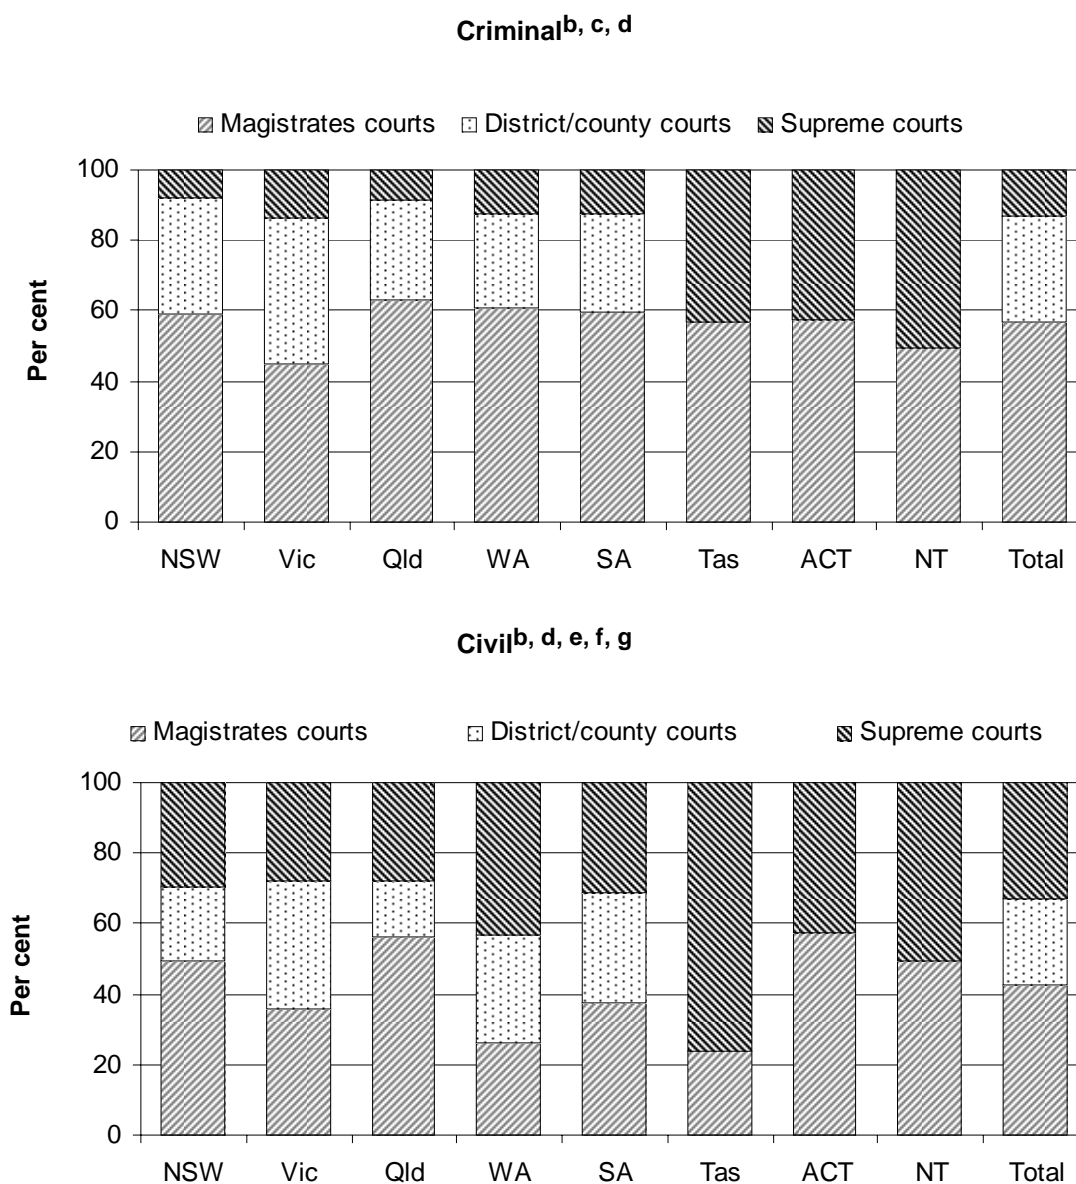 Criminal^b, c, d
Magistrates courts District/county courts Supreme courts
100
80
60
40
20
0
Per cent
NSW Vic Qld WA SA Tas ACT NT Total
Civil^b, d, e, f, g
Magistrates courts District/county courts Supreme courts
100
80
60
40
20
0
Per cent
NSW Vic Qld WA SA Tas ACT NT Total